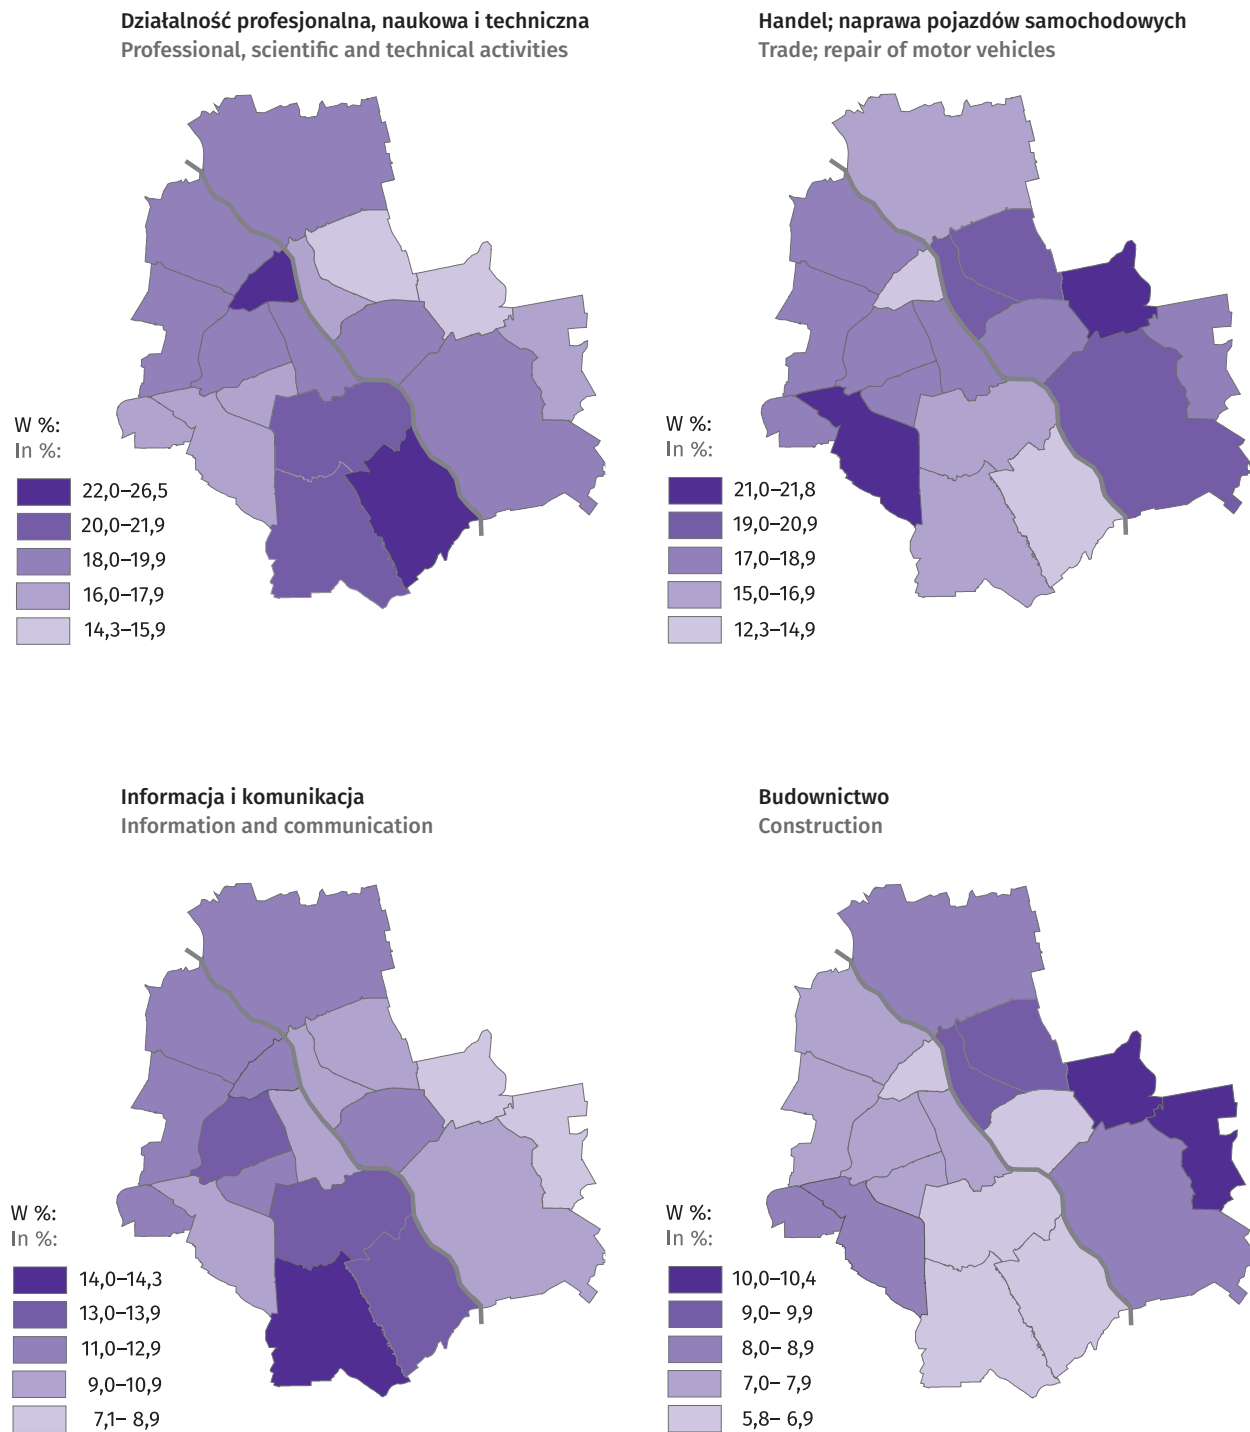 Działalność profesjonalna, naukowa i techniczna
Professional, scientific and technical activities
W %:
In %:
22,0–26,5
20,0–21,9
18,0–19,9
16,0–17,9
14,3–15,9
Handel; naprawa pojazdów samochodowych
Trade; repair of motor vehicles
W %:
In %:
21,0–21,8
19,0–20,9
17,0–18,9
15,0–16,9
12,3–14,9
Informacja i komunikacja
Information and communication
W %:
In %:
14,0–14,3
13,0–13,9
11,0–12,9
9,0–10,9
7,1– 8,9
Budownictwo
Construction
W %:
In %:
10,0–10,4
9,0– 9,9
8,0– 8,9
7,0– 7,9
5,8– 6,9